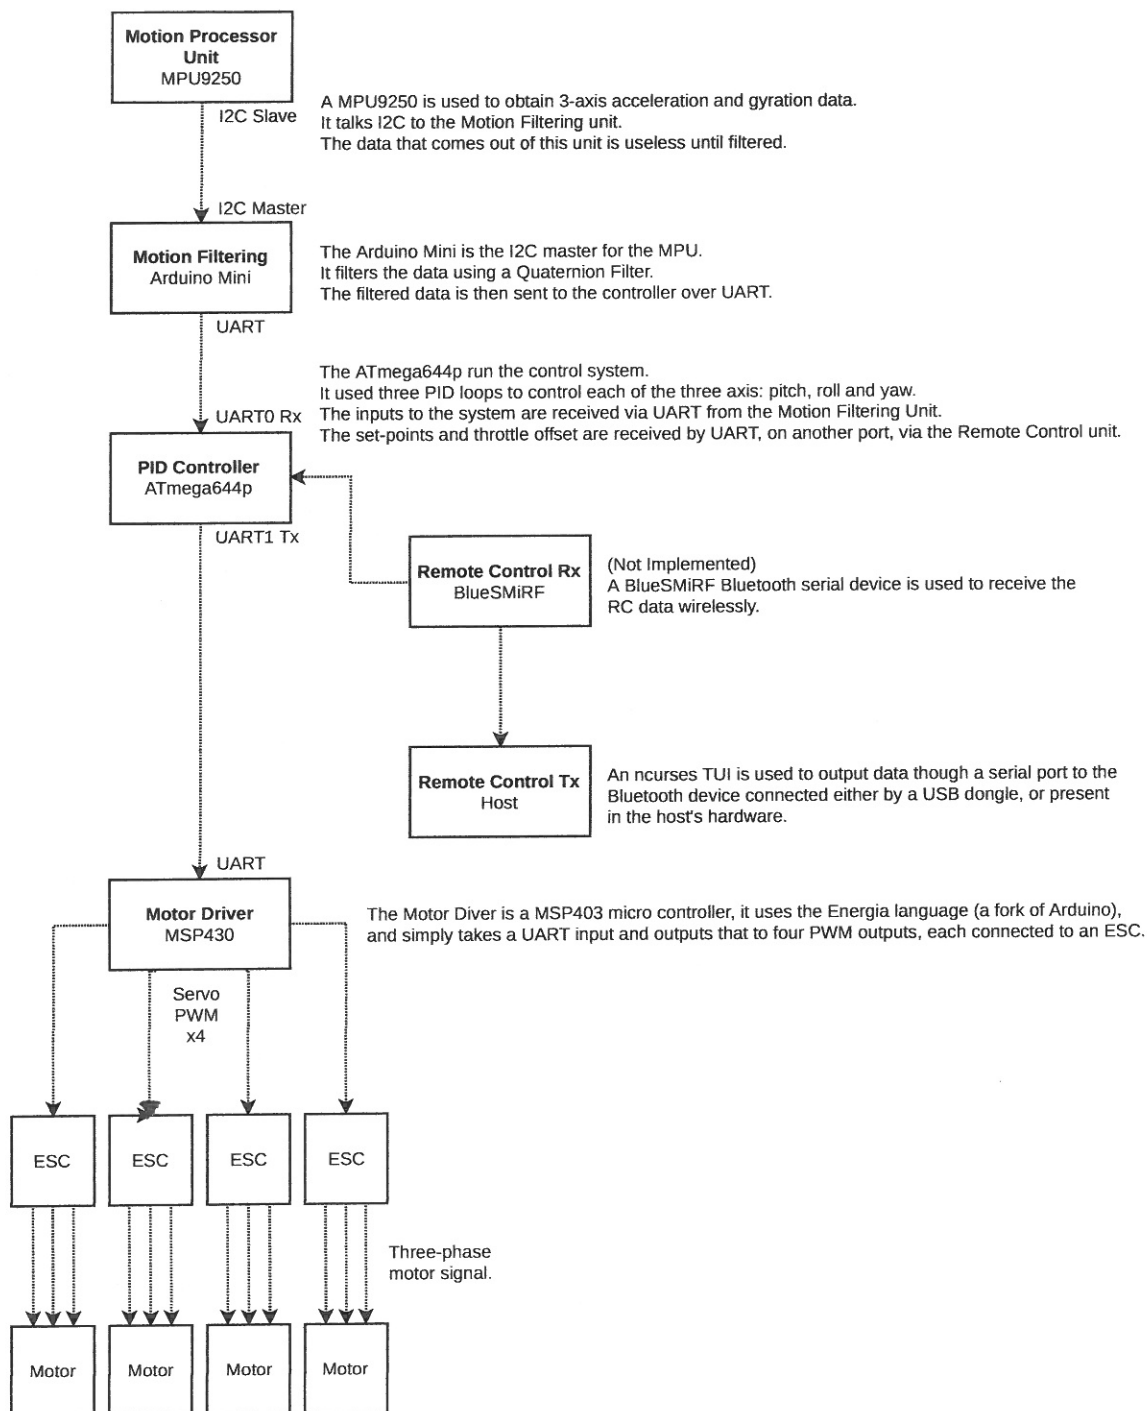 Motion Processor
Unit
MPU9250
I2C Slave
A MPU9250 is used to obtain 3-axis acceleration and gyration data.
It talks I2C to the Motion Filtering unit.
The data that comes out of this unit is useless until filtered.
I2C Master
Motion Filtering
Arduino Mini
The Arduino Mini is the I2C master for the MPU.
It filters the data using a Quaternion Filter.
The filtered data is then sent to the controller over UART.
UART
The ATmega644p run the control system.
It used three PID loops to control each of the three axis: pitch, roll and yaw.
The inputs to the system are received via UART from the Motion Filtering Unit.
The set-points and throttle offset are received by UART, on another port, via the Remote Control unit.
UART0 Rx
PID Controller
ATmega644p
UART1 Tx
Remote Control Rx
BlueSMiRF
(Not Implemented)
A BlueSMiRF Bluetooth serial device is used to receive the
RC data wirelessly.
Remote Control Tx
Host
An ncurses TUI is used to output data though a serial port to the
Bluetooth device connected either by a USB dongle, or present
in the host's hardware.
UART
Motor Driver
MSP430
The Motor Diver is a MSP403 micro controller, it uses the Energia language (a fork of Arduino),
and simply takes a UART input and outputs that to four PWM outputs, each connected to an ESC.
Servo
PWM
x4
ESC
ESC
ESC
ESC
Three-phase
motor signal.
Motor
Motor
Motor
Motor